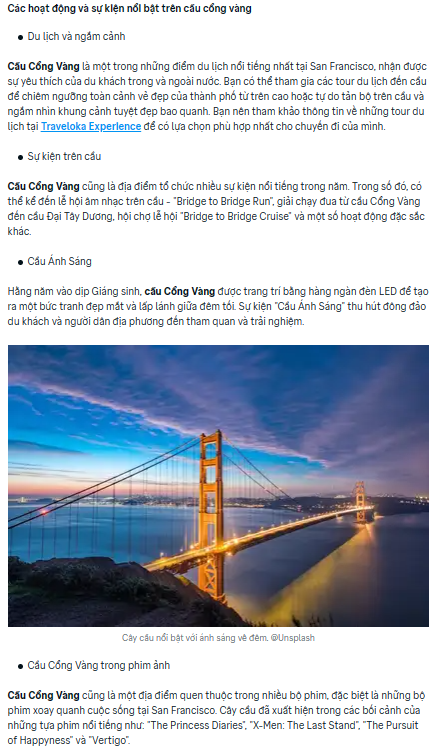 Các hoạt động và sự kiện nổi bật trên cầu cổng vàng
• Du lịch và ngắm cảnh
Cầu Cổng Vàng là một trong những điểm du lịch nổi tiếng nhất tại San Francisco, nhận được
sự yêu thích của du khách trong và ngoài nước. Bạn có thể tham gia các tour du lịch đến cầu
để chiêm ngưỡng toàn cảnh vẻ đẹp của thành phố từ trên cao hoặc tự do tản bộ trên cầu và
ngắm nhìn khung cảnh tuyệt đẹp bao quanh. Bạn nên tham khảo thông tin về những tour du
lịch tại Traveloka Experience để có lựa chọn phù hợp nhất cho chuyến đi của mình.
• Sự kiện trên cầu
Cầu Cổng Vàng cũng là địa điểm tổ chức nhiều sự kiện nổi tiếng trong năm. Trong số đó, có
thể kể đến lễ hội âm nhạc trên cầu - "Bridge to Bridge Run", giải chạy đua từ cầu Cổng Vàng
đến cầu Đại Tây Dương, hội chợ lễ hội "Bridge to Bridge Cruise" và một số hoạt động đặc sắc
khác.
• Cầu Ánh Sáng
Hằng năm vào dịp Giáng sinh, cầu Cổng Vàng được trang trí bằng hàng ngàn đèn LED để tạo
ra một bức tranh đẹp mắt và lấp lánh giữa đêm tối. Sự kiện "Cầu Ánh Sáng" thu hút đông đảo
du khách và người dân địa phương đến tham quan và trải nghiệm.
Cây cầu nổi bật với ánh sáng về đêm. @Unsplash
• Cầu Cổng Vàng trong phim ảnh
Cầu Cổng Vàng cũng là một địa điểm quen thuộc trong nhiều bộ phim, đặc biệt là những bộ
phim xoay quanh cuộc sống tại San Francisco. Cây cầu đã xuất hiện trong các bối cảnh của
những tựa phim nổi tiếng như: "The Princess Diaries", "X-Men: The Last Stand", "The Pursuit
of Happyness" và "Vertigo".